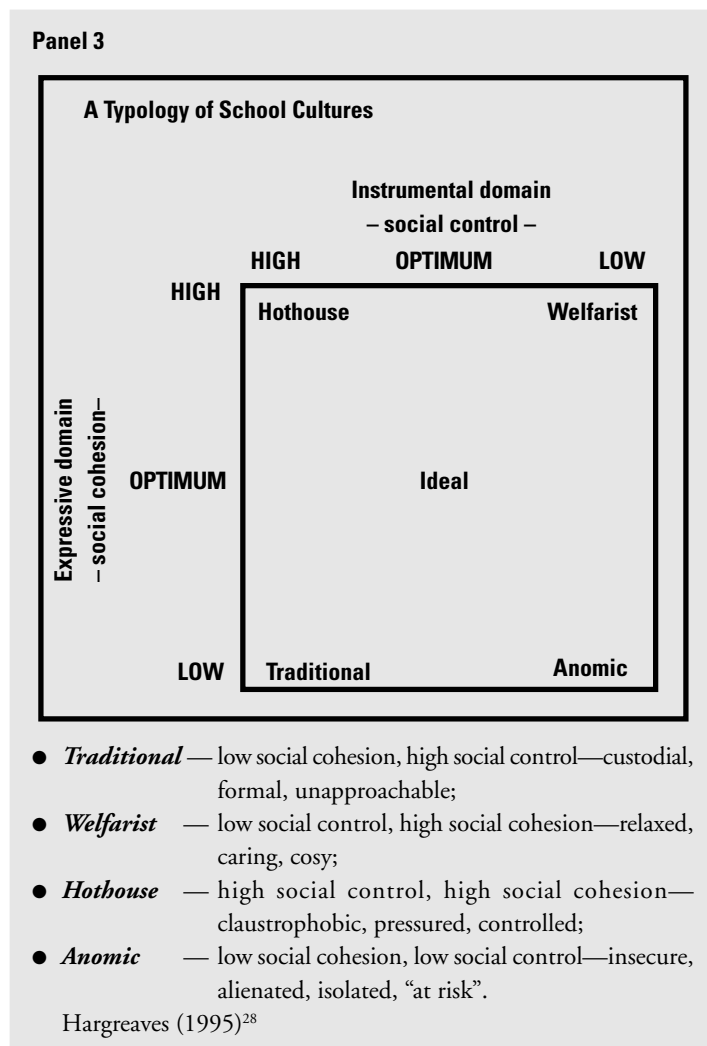 Panel 3
A Typology of School Cultures
Instrumental domain
– social control –
HIGH OPTIMUM LOW
HIGH
Hothouse Welfarist
Expressive domain
– social cohesion–
OPTIMUM Ideal
LOW Traditional Anomic
● Traditional — low social cohesion, high social control—custodial,
formal, unapproachable;
● Welfarist — low social control, high social cohesion—relaxed,
caring, cosy;
● Hothouse — high social control, high social cohesion—
claustrophobic, pressured, controlled;
● Anomic — low social cohesion, low social control—insecure,
alienated, isolated, “at risk”.
Hargreaves (1995)28